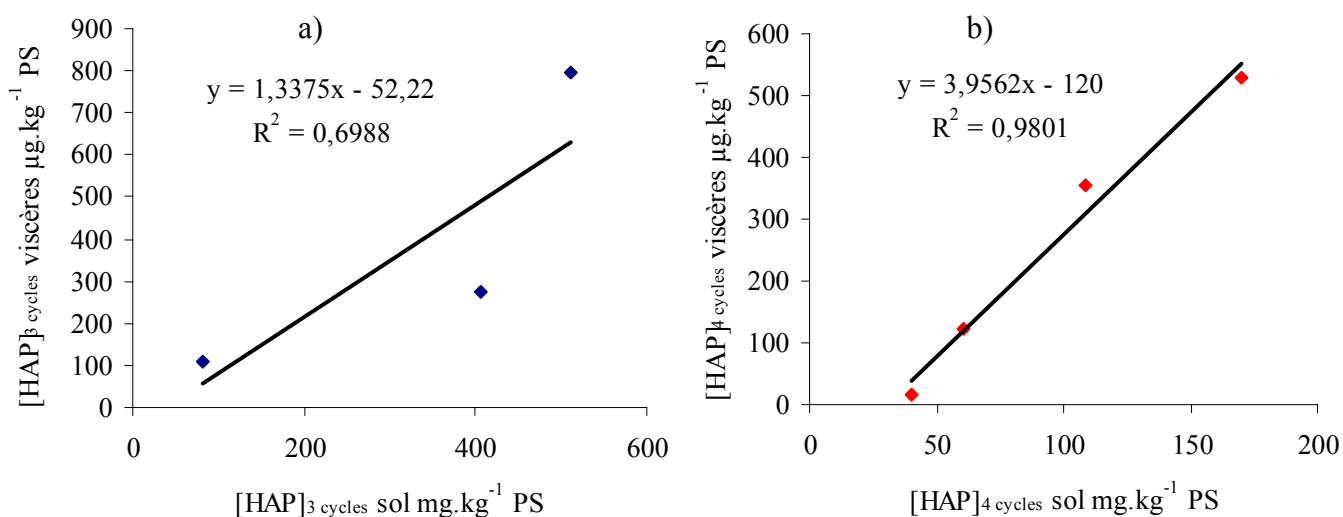 a)
y = 1,3375x - 52,22
R² = 0,6988
[HAP]3 cycles viscères µg.kg⁻¹ PS
900
800
700
600
500
400
300
200
100
0
0 200 400 600
[HAP]3 cycles sol mg.kg⁻¹ PS
b)
y = 3,9562x - 120
R² = 0,9801
[HAP]4 cycles viscères µg.kg⁻¹ PS
600
500
400
300
200
100
0
0 50 100 150 200
[HAP]4 cycles sol mg.kg⁻¹ PS